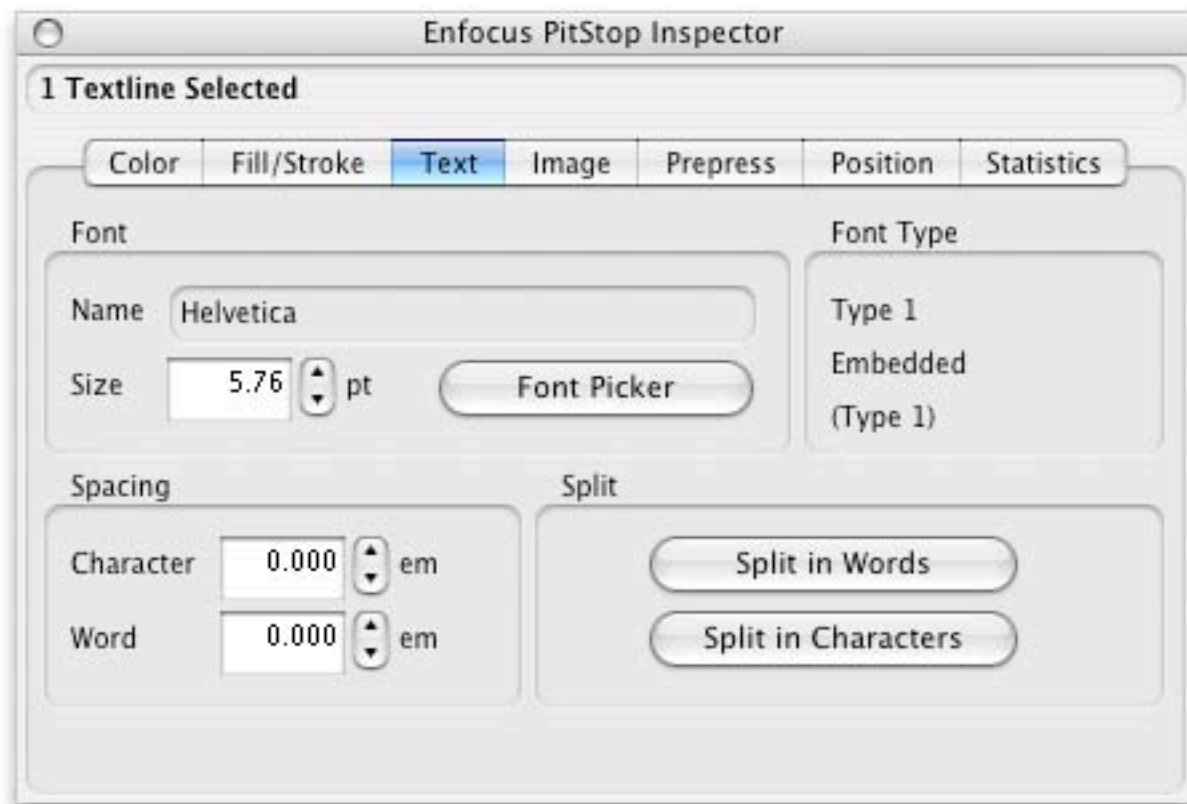 Enfocus PitStop Inspector
1 Textline Selected
Color Fill/Stroke Text Image Prepress Position Statistics
Font
Name Helvetica
Size 5.76 pt Font Picker
Font Type
Type 1
Embedded
(Type 1)
Spacing
Character 0.000 em
Word 0.000 em
Split
Split in Words
Split in Characters